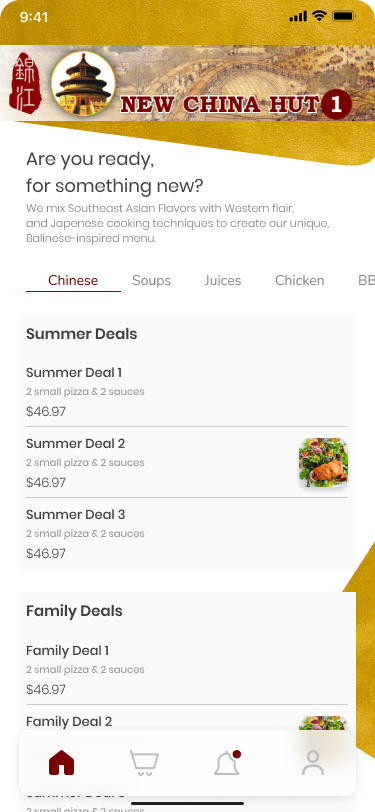 9:41
錦江
NEW CHINA HUT 1
Are you ready,
for something new?
We mix Southeast Asian Flavors with Western flair,
and Japenese cooking techniques to create our unique,
Balinese-inspired menu.
Chinese Soups Juices Chicken BB
Summer Deals
Summer Deal 1
2 small pizza & 2 sauces
$46.97
Summer Deal 2
2 small pizza & 2 sauces
$46.97
Summer Deal 3
2 small pizza & 2 sauces
$46.97
Family Deals
Family Deal 1
2 small pizza & 2 sauces
$46.97
Family Deal 2
2 small pizza & 2 sauces